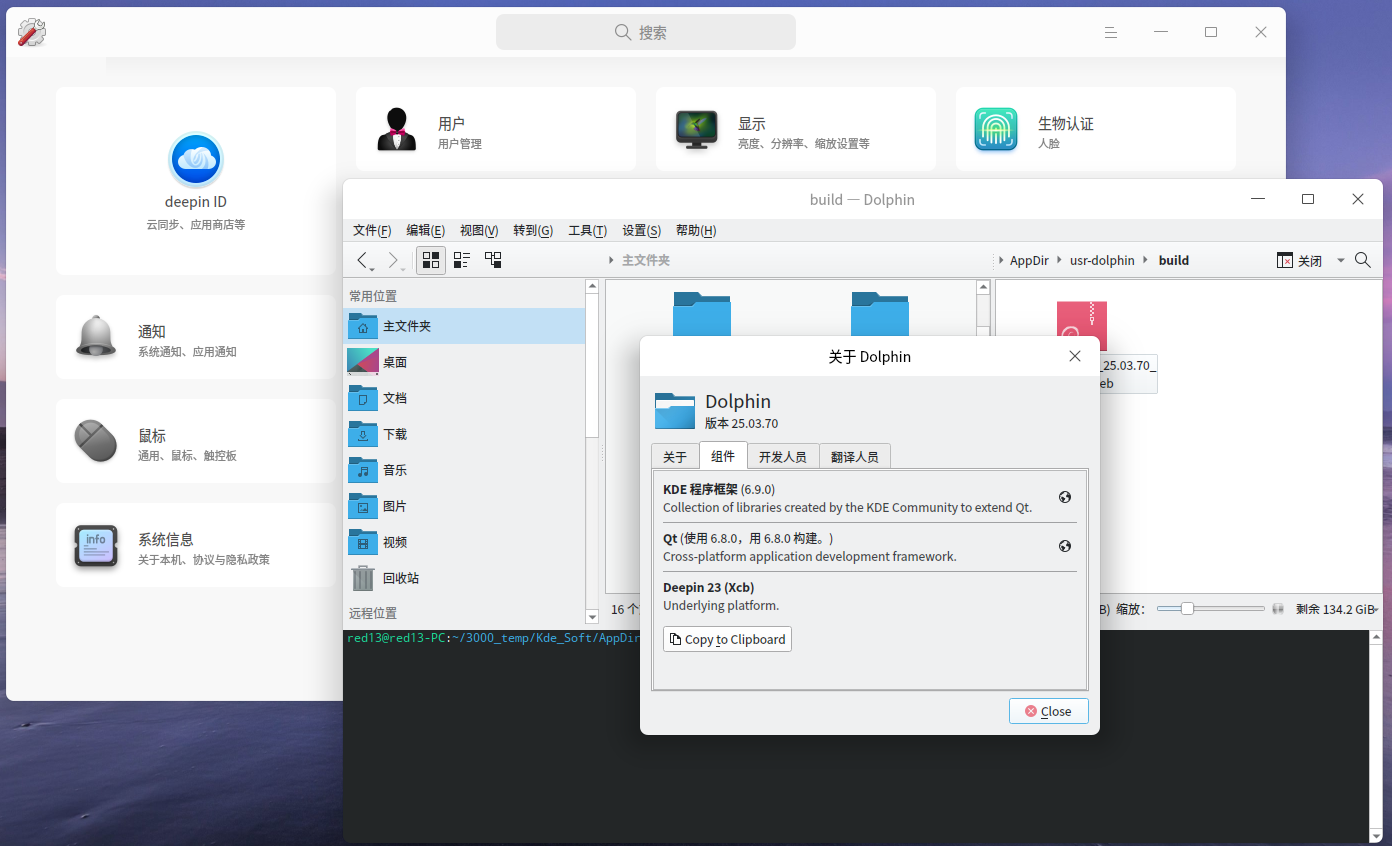 搜索
deepin ID
云同步、应用商店等
用户
用户管理
显示
亮度、分辨率、缩放设置等
生物认证
人脸
通知
系统通知、应用通知
鼠标
通用、鼠标、触控板
info
系统信息
关于本机、协议与隐私政策
build — Dolphin
文件(F) 编辑(E) 视图(V) 转到(G) 工具(T) 设置(S) 帮助(H)
主文件夹
AppDir usr-dolphin build
关闭
常用位置
主文件夹
桌面
文档
下载
音乐
图片
视频
回收站
远程位置
_25.03.70_
eb
16 个
B) 缩放:
剩余 134.2 GiB
red13@red13-PC:~/3000_temp/Kde_Soft/AppDir
关于 Dolphin
Dolphin
版本 25.03.70
关于 组件 开发人员 翻译人员
KDE 程序框架 (6.9.0)
Collection of libraries created by the KDE Community to extend Qt.
Qt (使用 6.8.0，用 6.8.0 构建。)
Cross-platform application development framework.
Deepin 23 (Xcb)
Underlying platform.
Copy to Clipboard
Close